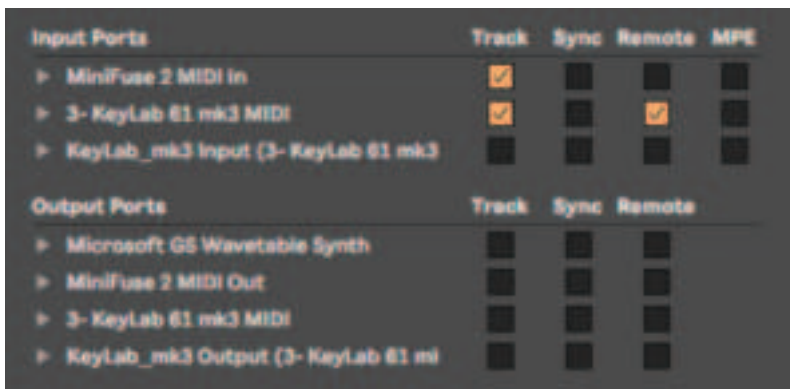 Input Ports Track Sync Remote MPE
MiniFuse 2 MIDI In
3- KeyLab 61 mk3 MIDI
KeyLab_mk3 Input (3- KeyLab 61 mk3
Output Ports Track Sync Remote
Microsoft GS Wavetable Synth
MiniFuse 2 MIDI Out
3- KeyLab 61 mk3 MIDI
KeyLab_mk3 Output (3- KeyLab 61 ml